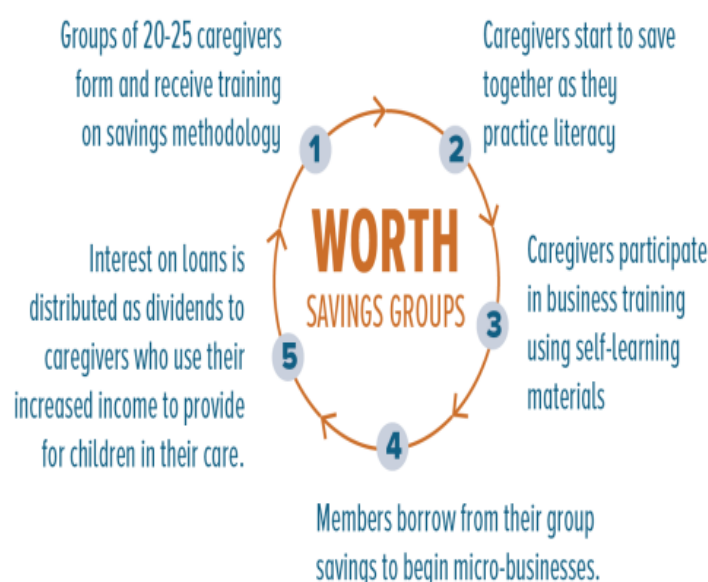 Groups of 20-25 caregivers
form and receive training
on savings methodology
1
2
Caregivers start to save
together as they
practice literacy
WORTH
SAVINGS GROUPS
3
Caregivers participate
in business training
using self-learning
materials
4
Members borrow from their group
savings to begin micro-businesses.
5
Interest on loans is
distributed as dividends to
caregivers who use their
increased income to provide
for children in their care.